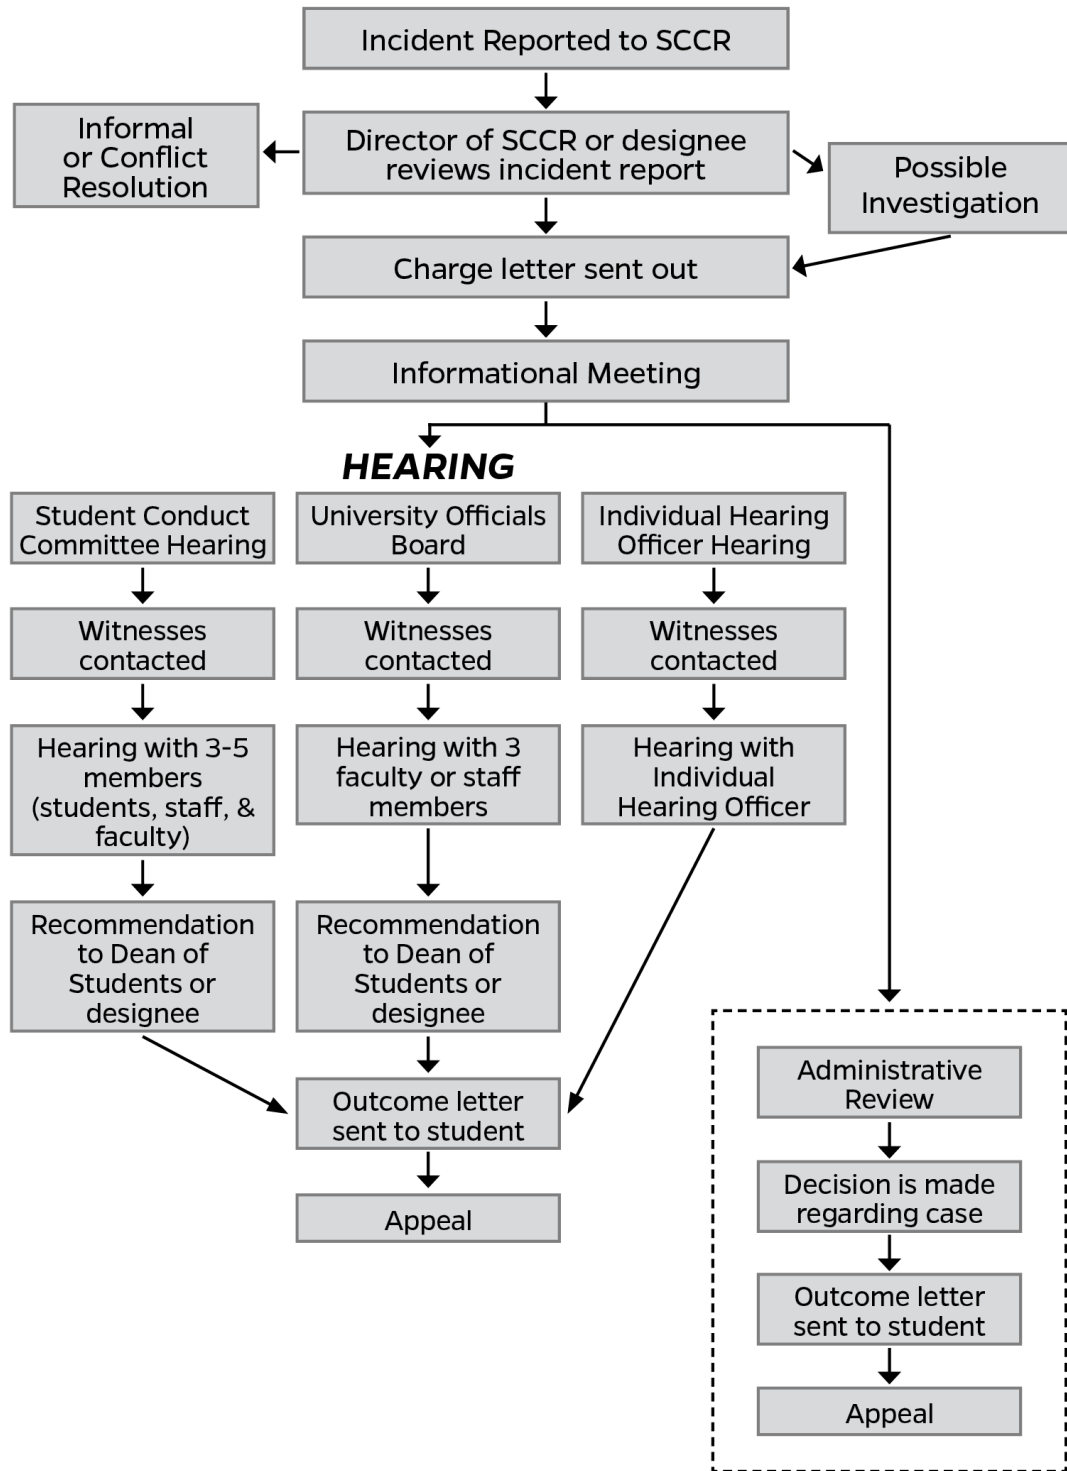 Incident Reported to SCCR
Informal
or Conflict
Resolution
Director of SCCR or designee
reviews incident report
Possible
Investigation
Charge letter sent out
Informational Meeting
HEARING
Student Conduct
Committee Hearing
Witnesses
contacted
Hearing with 3-5
members
(students, staff, &
faculty)
Recommendation
to Dean of
Students or
designee
University Officials
Board
Witnesses
contacted
Hearing with 3
faculty or staff
members
Recommendation
to Dean of
Students or
designee
Individual Hearing
Officer Hearing
Witnesses
contacted
Hearing with
Individual
Hearing Officer
Outcome letter
sent to student
Appeal
Administrative
Review
Decision is made
regarding case
Outcome letter
sent to student
Appeal